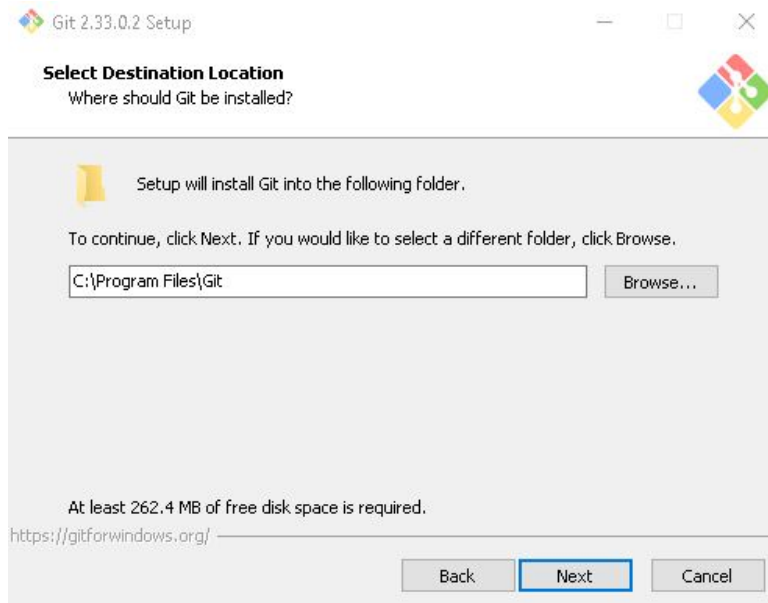 Git 2.33.0.2 Setup
Select Destination Location
Where should Git be installed?
Setup will install Git into the following folder.
To continue, click Next. If you would like to select a different folder, click Browse.
C:\Program Files\Git
Browse...
At least 262.4 MB of free disk space is required.
https://gitforwindows.org/
Back Next Cancel